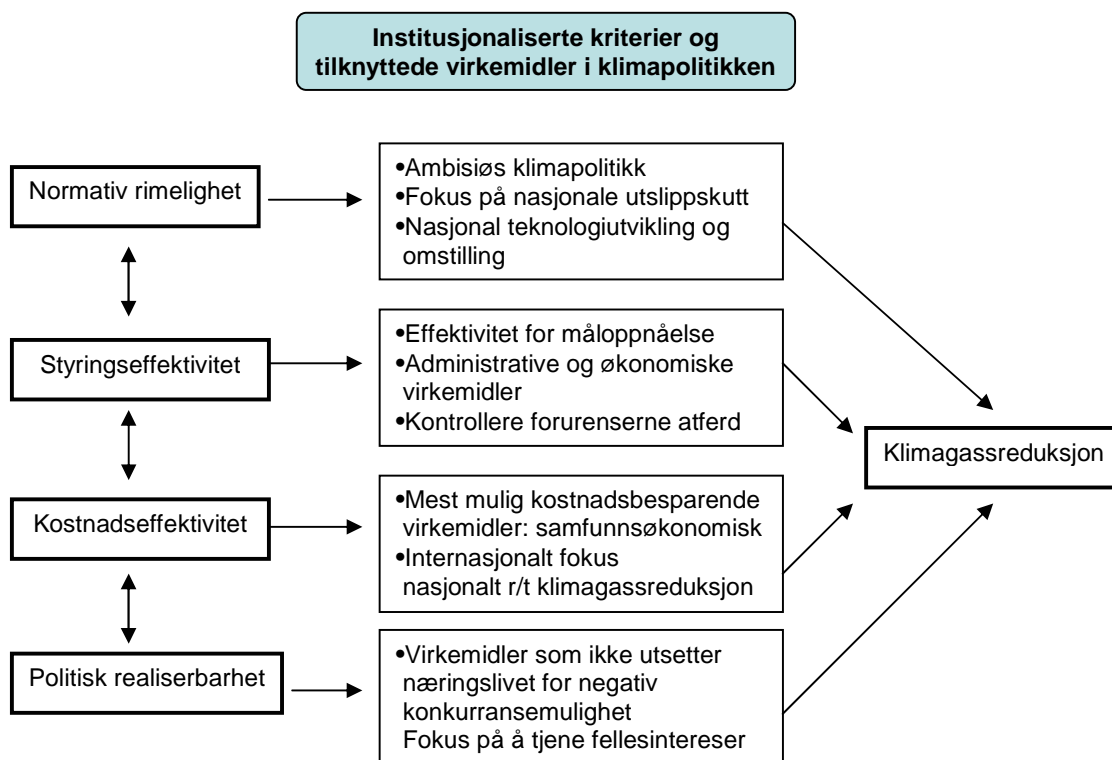 Institusjonaliserte kriterier og
tilknyttede virkemidler i klimapolitikken
Normativ rimelighet
•Ambisiøs klimapolitikk
•Fokus på nasjonale utslippskutt
•Nasjonal teknologiutvikling og
omstilling
Styringseffektivitet
•Effektivitet for måloppnåelse
•Administrative og økonomiske
virkemidler
•Kontrollere forurenserne atferd
Klimagassreduksjon
Kostnadseffektivitet
•Mest mulig kostnadsbesparende
virkemidler: samfunnsøkonomisk
•Internasjonalt fokus
nasjonalt r/t klimagassreduksjon
Politisk realiserbarhet
•Virkemidler som ikke utsetter
næringslivet for negativ
konkurransemulighet
Fokus på å tjene fellesintereser